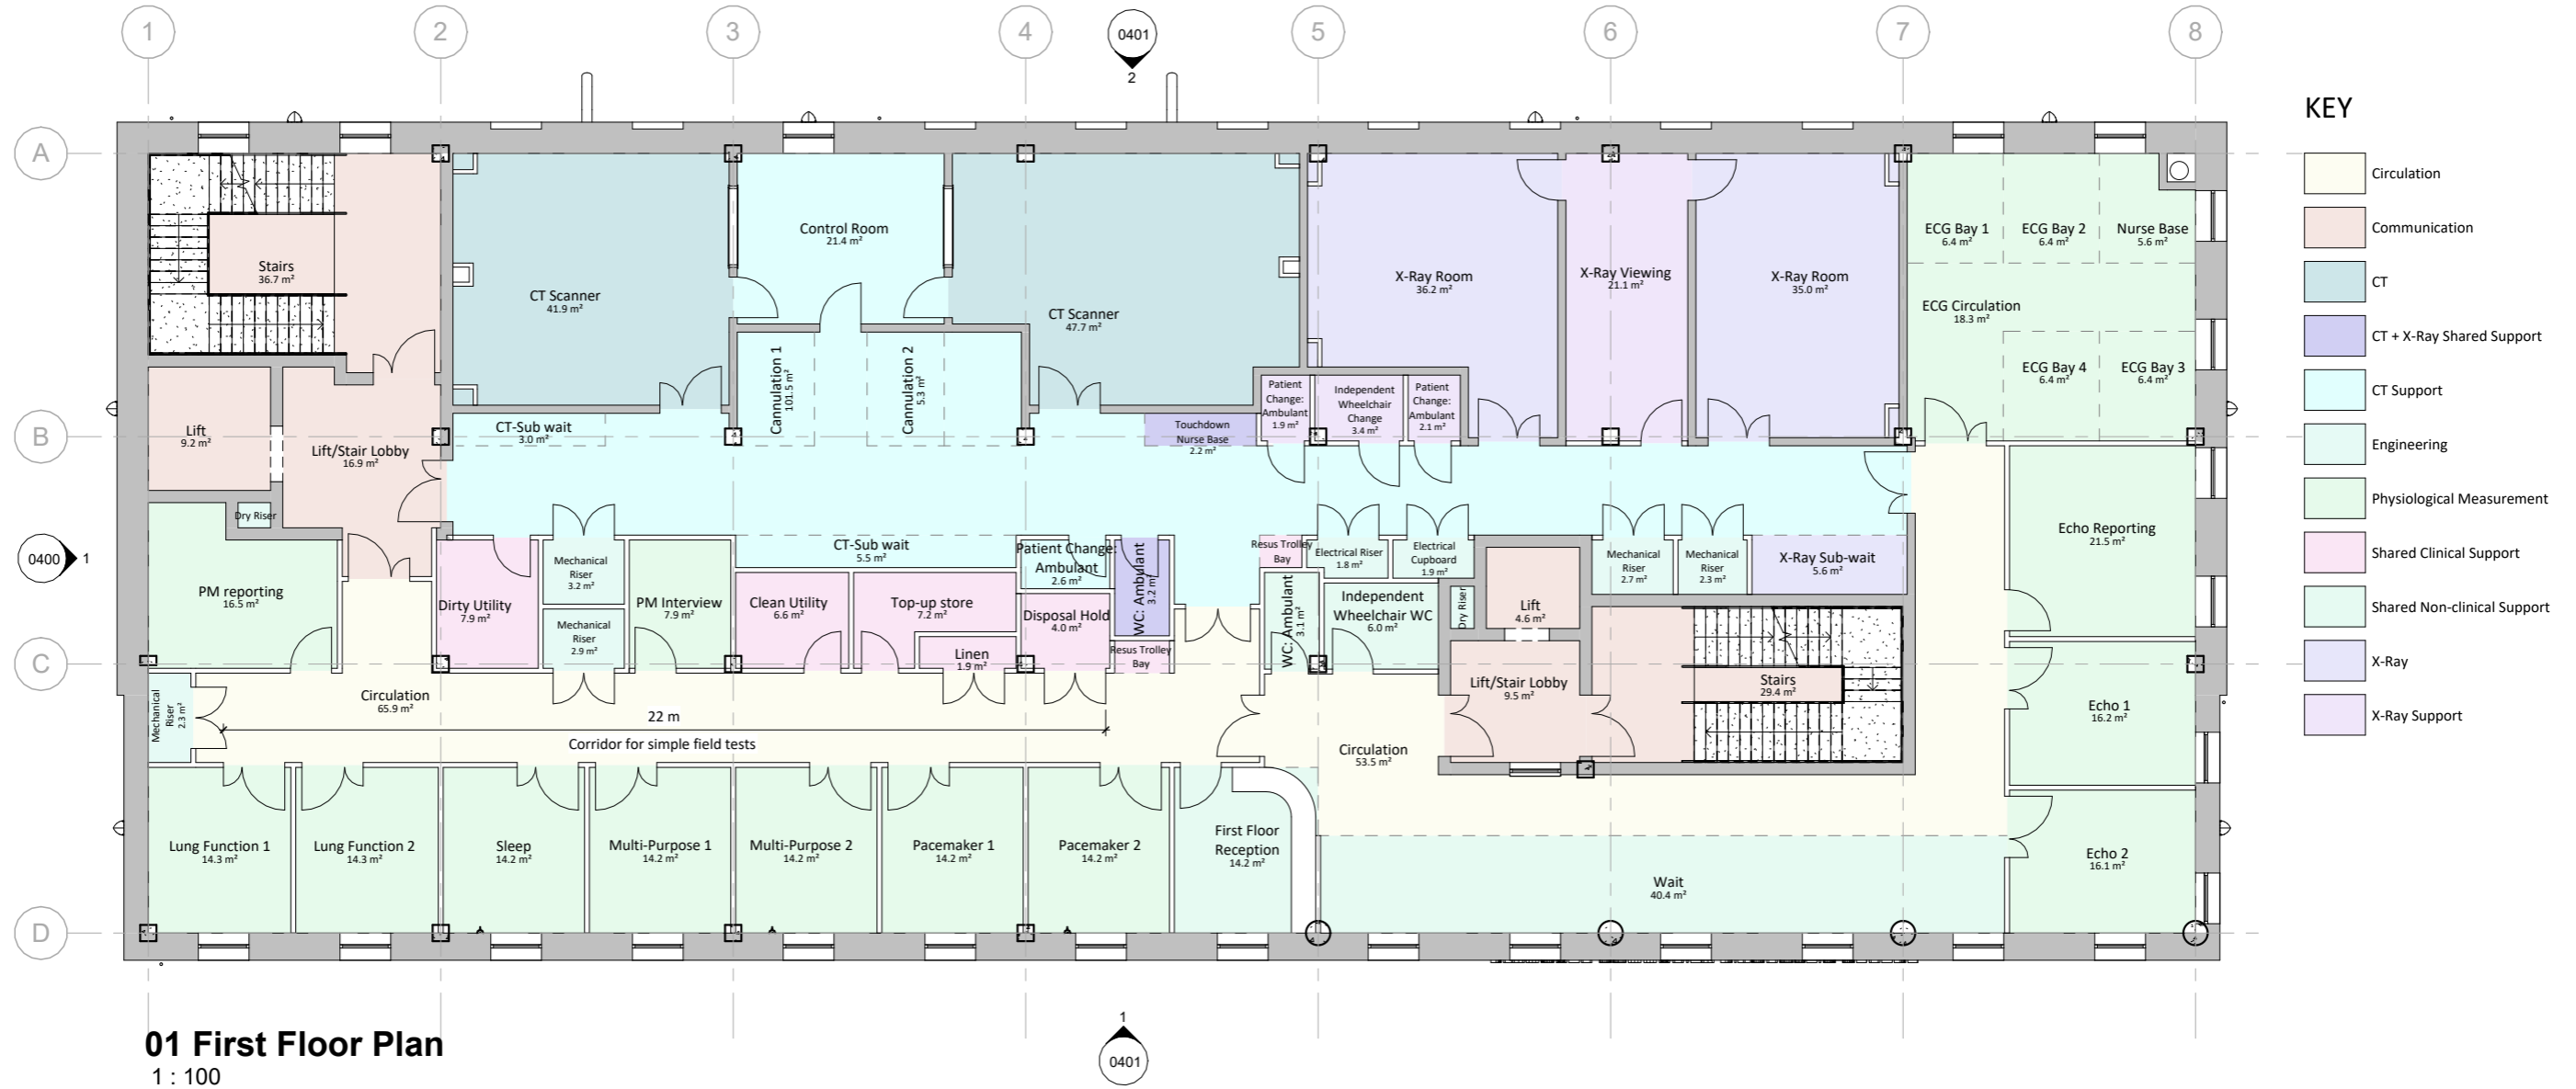 1
2
3
4
0401
2
5
6
7
8
KEY
A
Circulation
Communication
CT
CT + X-Ray Shared Support
CT Support
Engineering
Physiological Measurement
Shared Clinical Support
Shared Non-clinical Support
X-Ray
X-Ray Support
Stairs
36.7 m²
CT Scanner
41.9 m²
Control Room
21.4 m²
CT Scanner
47.7 m²
X-Ray Room
36.2 m²
X-Ray Viewing
21.1 m²
X-Ray Room
35.0 m²
ECG Bay 1
6.4 m²
ECG Bay 2
6.4 m²
Nurse Base
5.6 m²
ECG Circulation
18.3 m²
ECG Bay 4
6.4 m²
ECG Bay 3
6.4 m²
Cannulation 1
101.5 m²
Cannulation 2
5.3 m²
Patient
Change:
Ambulant
1.9 m²
Independent
Wheelchair
Change
3.4 m²
Patient
Change:
Ambulant
2.1 m²
B
Lift
9.2 m²
Lift/Stair Lobby
16.9 m²
CT-Sub wait
3.0 m²
Touchdown
Nurse Base
2.2 m²
Dry Riser
0400
1
PM reporting
16.5 m²
Dirty Utility
7.9 m²
Mechanical
Riser
3.2 m²
Mechanical
Riser
2.9 m²
PM Interview
7.9 m²
CT-Sub wait
5.5 m²
Clean Utility
6.6 m²
Top-up store
7.2 m²
Linen
1.9 m²
Patient Change:
Ambulant
2.6 m²
Disposal Hold
4.0 m²
WC: Ambulant
3.2 m²
Resus Trolley
Bay
Resus Trolley
Bay
Electrical Riser
1.8 m²
Electrical
Cupboard
1.9 m²
WC: Ambulant
3.1 m²
Independent
Wheelchair WC
6.0 m²
Dry Riser
Lift
4.6 m²
Mechanical
Riser
2.7 m²
Mechanical
Riser
2.3 m²
X-Ray Sub-wait
5.6 m²
Echo Reporting
21.5 m²
C
Mechanical
Riser
2.3 m²
Circulation
65.9 m²
22 m
Corridor for simple field tests
Lift/Stair Lobby
9.5 m²
Stairs
29.4 m²
Circulation
53.5 m²
Echo 1
16.2 m²
Lung Function 1
14.3 m²
Lung Function 2
14.3 m²
Sleep
14.2 m²
Multi-Purpose 1
14.2 m²
Multi-Purpose 2
14.2 m²
Pacemaker 1
14.2 m²
Pacemaker 2
14.2 m²
First Floor
Reception
14.2 m²
Wait
40.4 m²
Echo 2
16.1 m²
D
1
0401
01 First Floor Plan
1 : 100